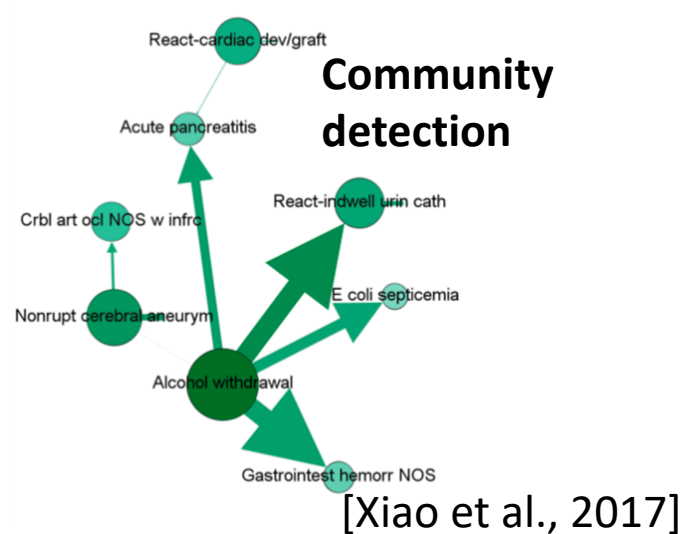 React-cardiac dev/graft
Community
detection
Acute pancreatitis
React-indwell urin cath
Crbl art ocl NOS w infrc
E coli septicemia
Nonrupt cerebral aneurym
Alcohol withdrawal
Gastrointest hemorr NOS
[Xiao et al., 2017]